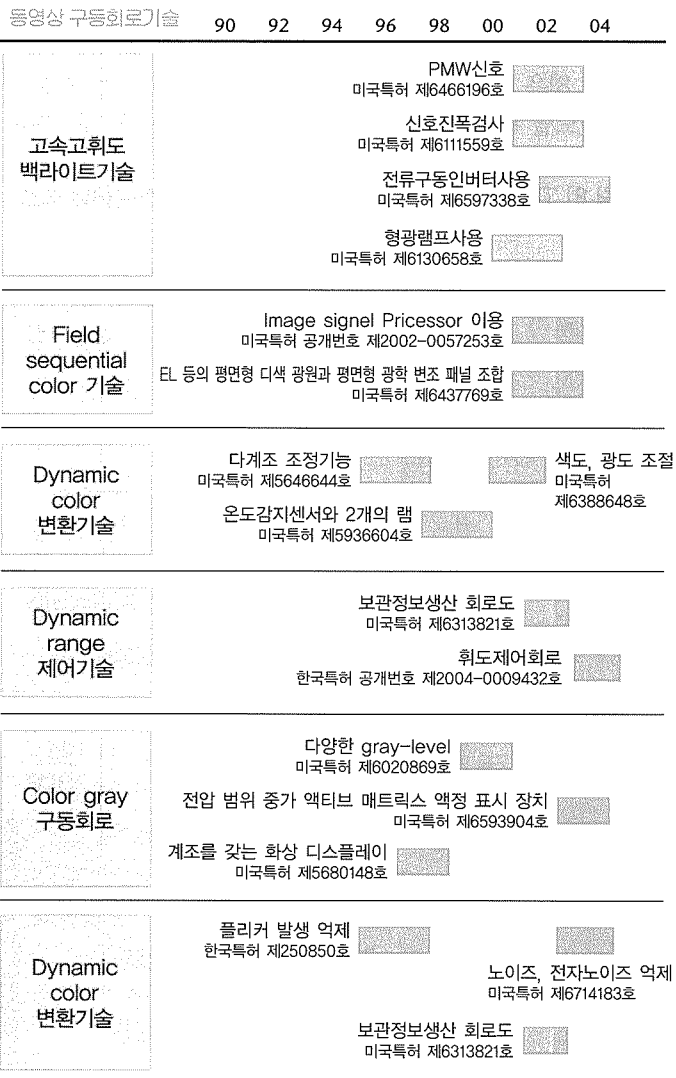 동영상 구동회로기술
90 92 94 96 98 00 02 04
고속고휘도
백라이트기술
PMW신호
미국특허 제6466196호
신호진폭검사
미국특허 제6111559호
전류구동인버터사용
미국특허 제6597338호
형광램프사용
미국특허 제6130658호
Field
sequential
color 기술
Image signel Pricessor 이용
미국특허 공개번호 제2002-0057253호
EL 등의 평면형 디색 광원과 평면형 광학 변조 패널 조합
미국특허 제6437769호
Dynamic
color
변환기술
다계조 조정기능
미국특허 제5646644호
색도, 광도 조절
미국특허
제6388648호
온도감지센서와 2개의 램
미국특허 제5936604호
Dynamic
range
제어기술
보관정보생산 회로도
미국특허 제6313821호
휘도제어회로
한국특허 공개번호 제2004-0009432호
Color gray
구동회로
다양한 gray-level
미국특허 제6020869호
전압 범위 중가 액티브 매트릭스 액정 표시 장치
미국특허 제6593904호
계조를 갖는 화상 디스플레이
미국특허 제5680148호
Dynamic
color
변환기술
플리커 발생 억제
한국특허 제250850호
노이즈, 전자노이즈 억제
미국특허 제6714183호
보관정보생산 회로도
미국특허 제6313821호